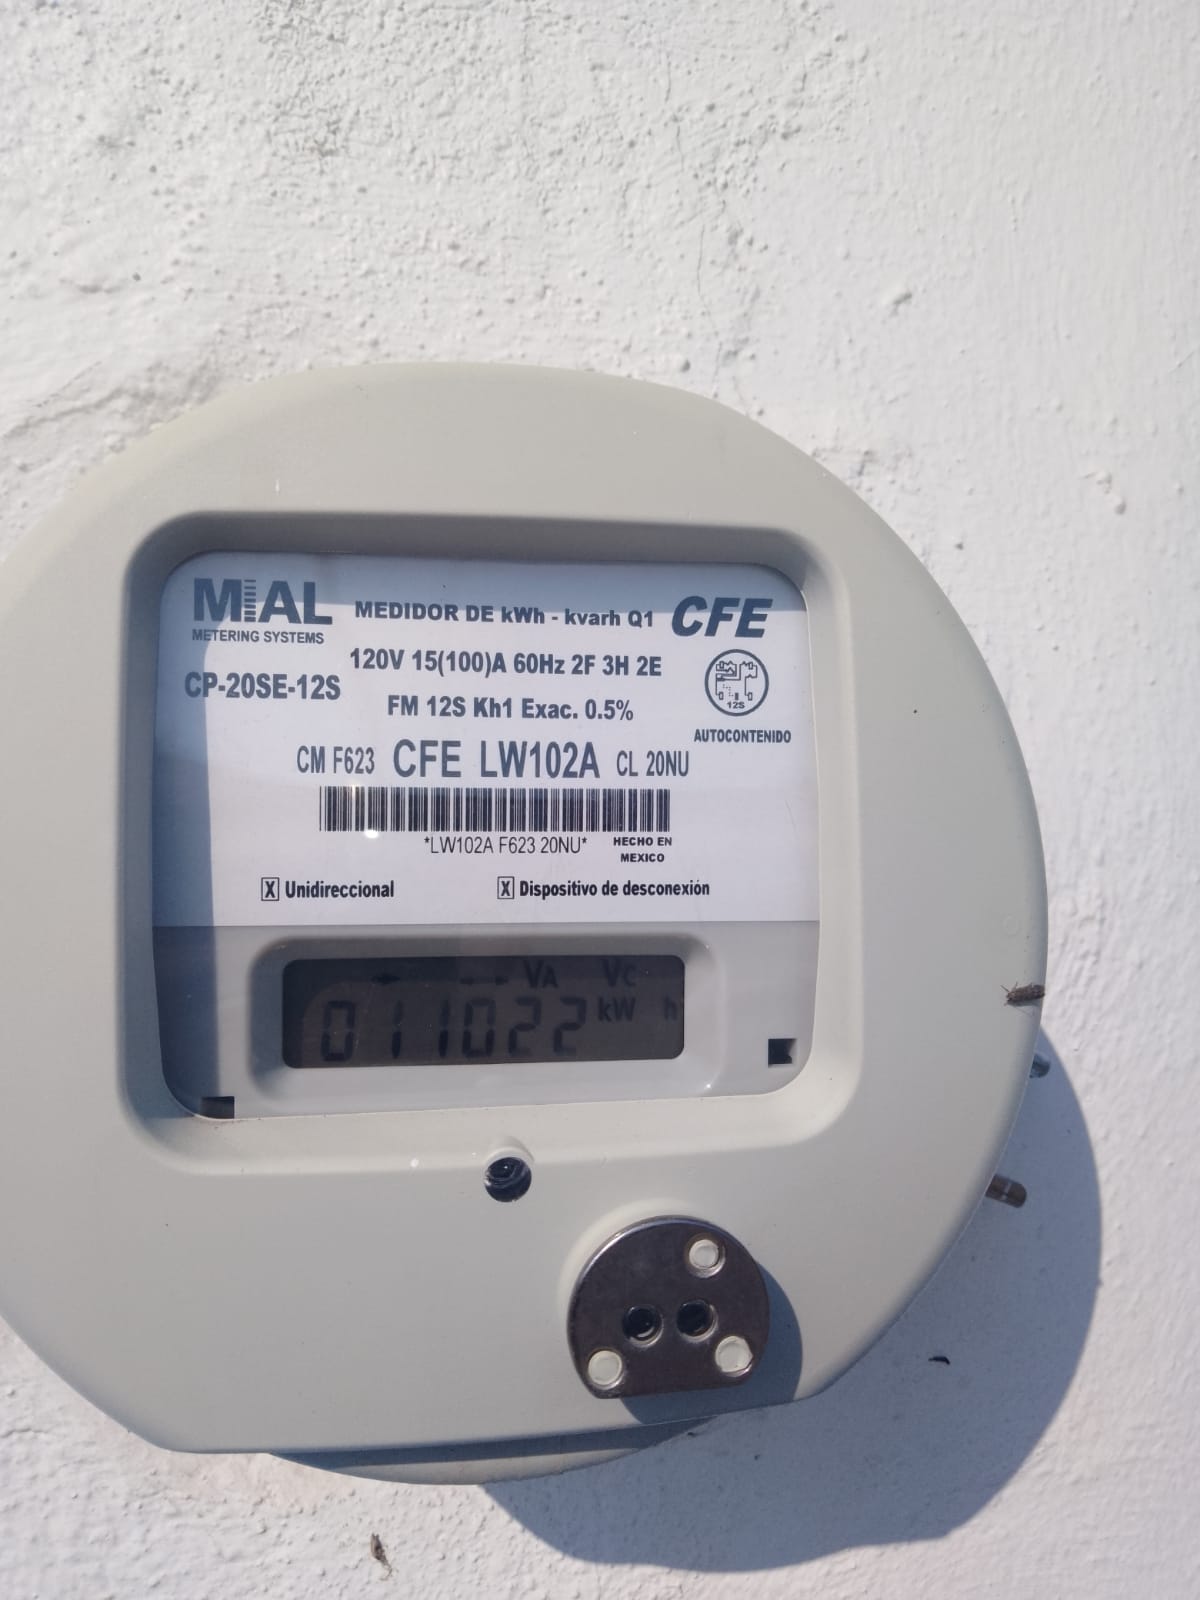 MIAL
METERING SYSTEMS
MEDIDOR DE kWh - kvarh Q1
CFE
CP-20SE-12S
120V 15(100)A 60Hz 2F 3H 2E
FM 12S Kh1 Exac. 0.5%
12S
AUTOCONTENIDO
CM F623 CFE LW102A CL 20NU
*LW102A F623 20NU*
HECHO EN
MEXICO
X Unidireccional
X Dispositivo de desconexión
VA VC
011022 kW h